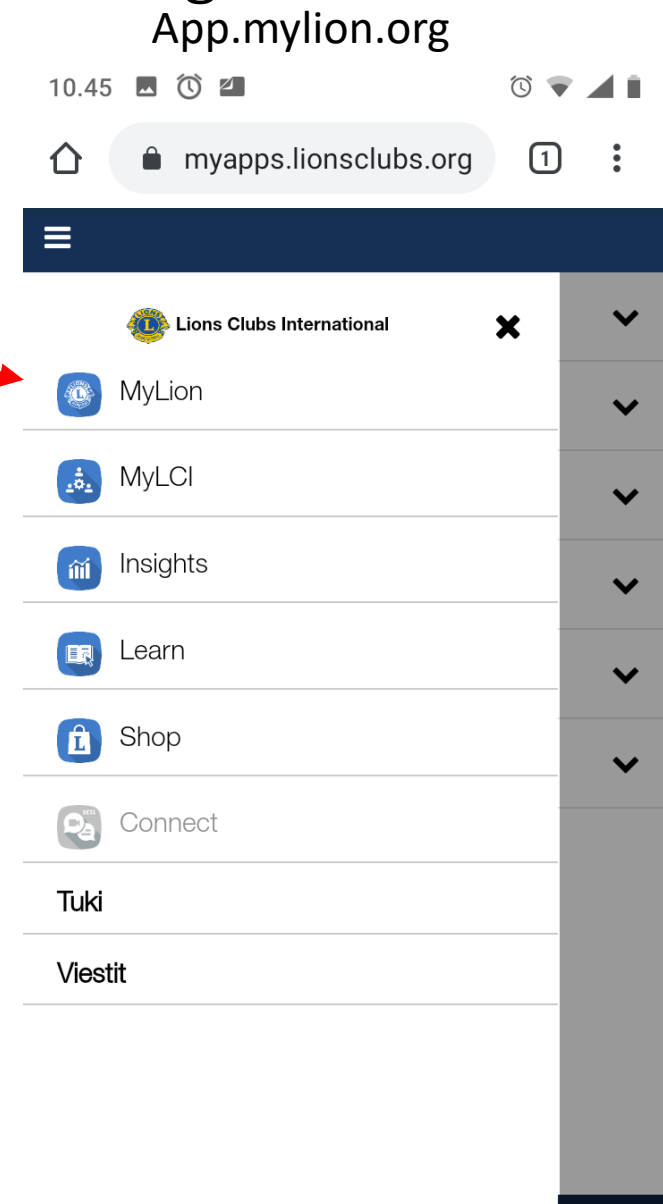 App.mylion.org
10.45
myapps.lionsclubs.org
1
Lions Clubs International
MyLion
MyLCI
Insights
Learn
Shop
BETA
Connect
Tuki
Viestit